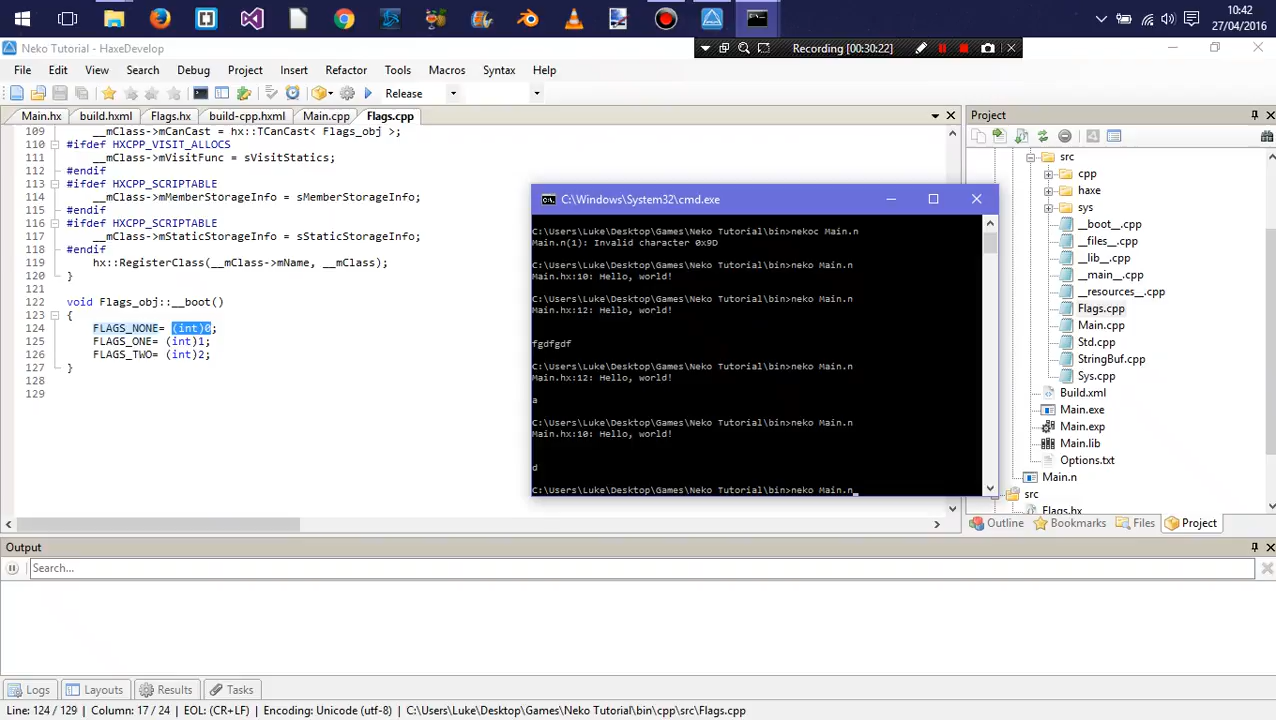 10:42
27/04/2016
Neko Tutorial - HaxeDevelop
Recording [00:30:22]
File Edit View Search Debug Project Insert Refactor Tools Macros Syntax Help
Release
Main.hx build.hxml Flags.hx build-cpp.hxml Main.cpp Flags.cpp
Project
109 __mClass->mCanCast = hx::TCanCast< Flags_obj >;
110 #ifdef HXCPP_VISIT_ALLOCS
111 __mClass->mVisitFunc = sVisitStatics;
112 #endif
113 #ifdef HXCPP_SCRIPTABLE
114 __mClass->mMemberStorageInfo = sMemberStorageInfo;
115 #endif
116 #ifdef HXCPP_SCRIPTABLE
117 __mClass->mStaticStorageInfo = sStaticStorageInfo;
118 #endif
119 hx::RegisterClass(__mClass->mName, __mClass);
120 }
121
122 void Flags_obj::__boot()
123 {
124 FLAGS_NONE= (int)0;
125 FLAGS_ONE= (int)1;
126 FLAGS_TWO= (int)2;
127 }
128
129
C:\Windows\System32\cmd.exe
C:\Users\Luke\Desktop\Games\Neko Tutorial\bin>nekoc Main.n
Main.n(1): Invalid character 0x9D
C:\Users\Luke\Desktop\Games\Neko Tutorial\bin>neko Main.n
Main.hx:10: Hello, world!
C:\Users\Luke\Desktop\Games\Neko Tutorial\bin>neko Main.n
Main.hx:12: Hello, world!
fgdfgdf
C:\Users\Luke\Desktop\Games\Neko Tutorial\bin>neko Main.n
Main.hx:12: Hello, world!
a
C:\Users\Luke\Desktop\Games\Neko Tutorial\bin>neko Main.n
Main.hx:10: Hello, world!
d
C:\Users\Luke\Desktop\Games\Neko Tutorial\bin>neko Main.n
src
cpp
haxe
sys
__boot__.cpp
__files__.cpp
__lib__.cpp
__main__.cpp
__resources__.cpp
Flags.cpp
Main.cpp
Std.cpp
StringBuf.cpp
Sys.cpp
Build.xml
Main.exe
Main.exp
Main.lib
Options.txt
Main.n
src
Flags.hx
Outline Bookmarks Files Project
Output
Search...
Logs Layouts Results Tasks
Line: 124 / 129 | Column: 17 / 24 | EOL: (CR+LF) | Encoding: Unicode (utf-8) | C:\Users\Luke\Desktop\Games\Neko Tutorial\bin\cpp\src\Flags.cpp